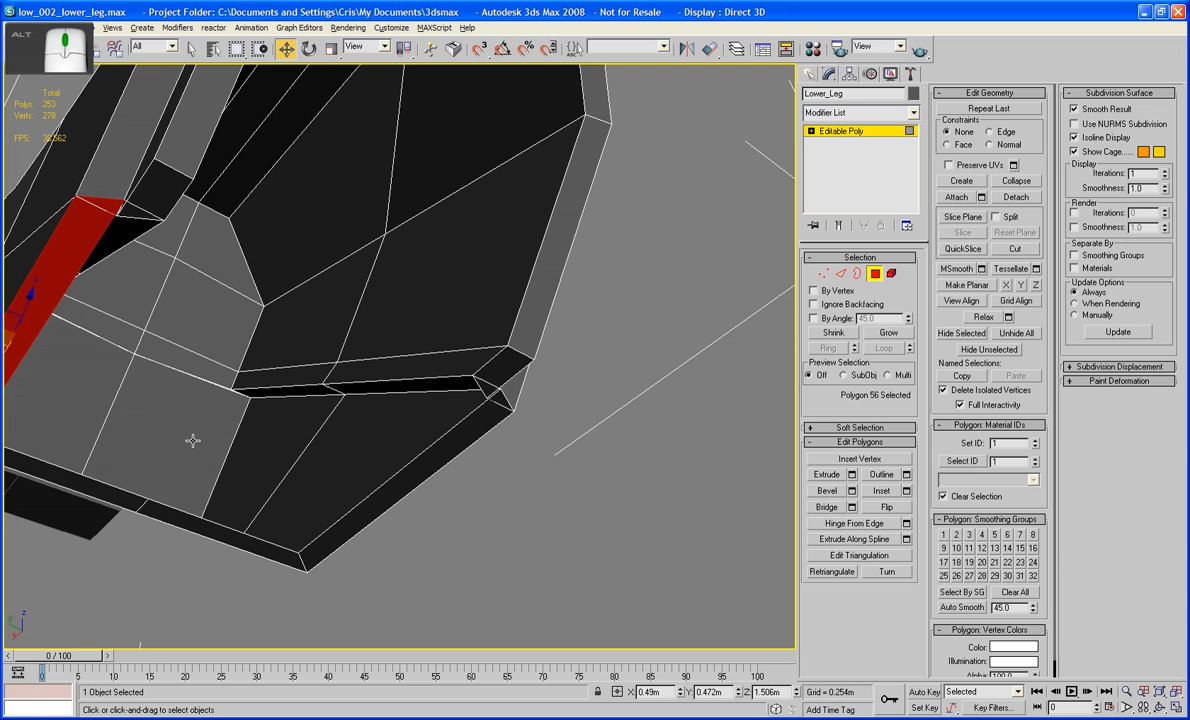 low_002_lower_leg.max - Project Folder: C:\Documents and Settings\Cris\My Documents\3dsmax - Autodesk 3ds Max 2008 - Not for Resale - Display : Direct 3D
ALT
Views Create Modifiers reactor Animation Graph Editors Rendering Customize MAXScript Help
All View View
Total
Polys: 253
Verts: 278
FPS:
Lower_Leg
Modifier List
Editable Poly
Selection
By Vertex
Ignore Backfacing
By Angle: 45.0
Shrink Grow
Ring Loop
Preview Selection
Off SubObj Multi
Polygon 56 Selected
Soft Selection
Edit Polygons
Insert Vertex
Extrude Outline
Bevel Inset
Bridge Flip
Hinge From Edge
Extrude Along Spline
Edit Triangulation
Retriangulate Turn
Edit Geometry
Repeat Last
Constraints
None Edge
Face Normal
Preserve UVs
Create Collapse
Attach Detach
Slice Plane Split
Slice Reset Plane
QuickSlice Cut
MSmooth Tessellate
Make Planar X Y Z
View Align Grid Align
Relax
Hide Selected Unhide All
Hide Unselected
Named Selections:
Copy Paste
Delete Isolated Vertices
Full Interactivity
Polygon: Material IDs
Set ID: 1
Select ID 1
Clear Selection
Polygon: Smoothing Groups
1 2 3 4 5 6 7 8
9 10 11 12 13 14 15 16
17 18 19 20 21 22 23 24
25 26 27 28 29 30 31 32
Select By SG Clear All
Auto Smooth 45.0
Polygon: Vertex Colors
Color:
Illumination:
Alpha: 100.0
Subdivision Surface
Smooth Result
Use NURMS Subdivision
Isoline Display
Show Cage......
Display
Iterations: 1
Smoothness: 1.0
Render
Iterations: 0
Smoothness: 1.0
Separate By
Smoothing Groups
Materials
Update Options
Always
When Rendering
Manually
Update
Subdivision Displacement
Paint Deformation
0 / 100
0 5 10 15 20 25 30 35 40 45 50 55 60 65 70 75 80 85 90 95 100
1 Object Selected X: 0.49m Y: 0.472m Z: 1.506m Grid = 0.254m Auto Key Selected
Click or click-and-drag to select objects Add Time Tag Set Key Key Filters... 0